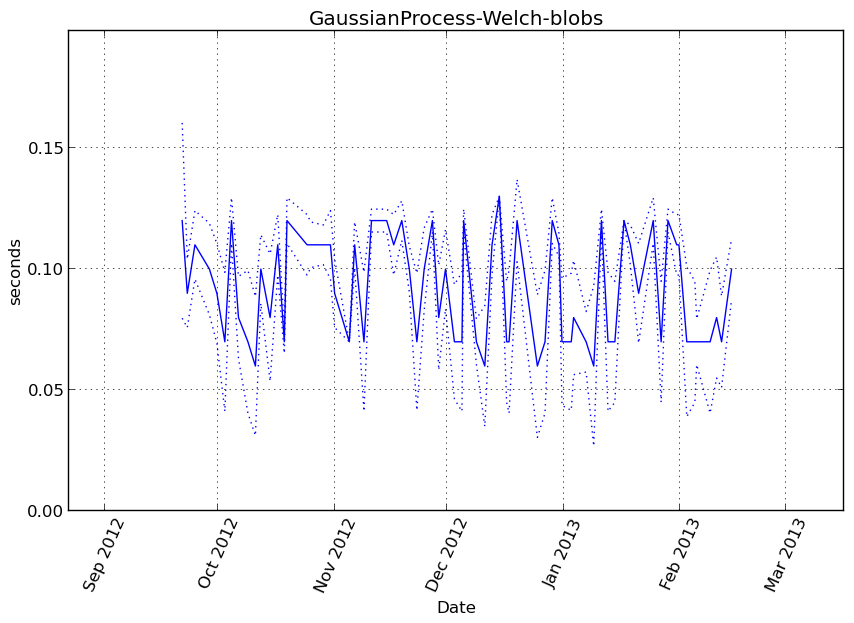 GaussianProcess-Welch-blobs
seconds
0.15
0.10
0.05
0.00
Sep 2012
Oct 2012
Nov 2012
Dec 2012
Jan 2013
Feb 2013
Mar 2013
Date